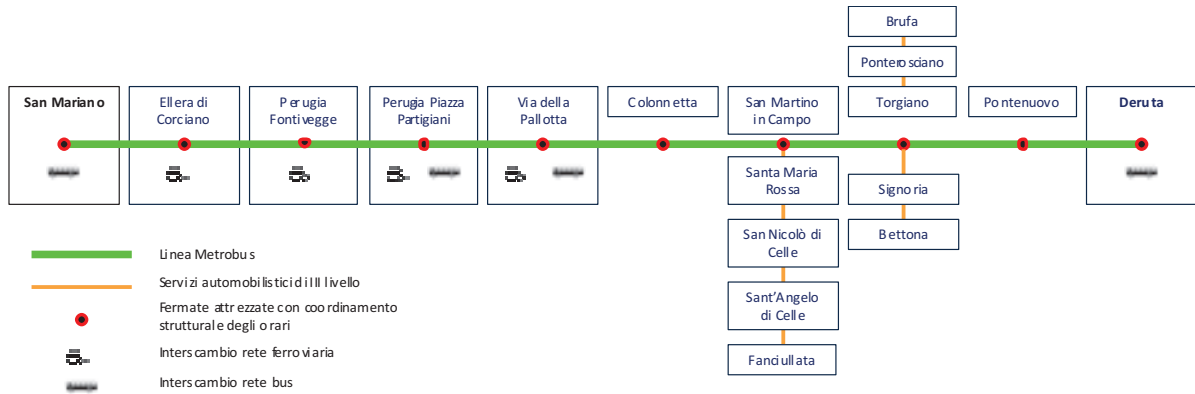 Brufa
Ponterosciano
San Mariano
Ellera di
Corciano
Perugia
Fontivegge
Perugia Piazza
Partigiani
Via della
Pallotta
Colonnetta
San Martino
in Campo
Torgiano
Pontenuovo
Deruta
Santa Maria
Rossa
Signoria
San Nicolò di
Celle
Bettona
Sant'Angelo
di Celle
Fanciullata
Linea Metrobus
Servizi automobilistici di III livello
Fermate attrezzate con coordinamento
strutturale degli orari
Interscambio rete ferroviaria
Interscambio rete bus